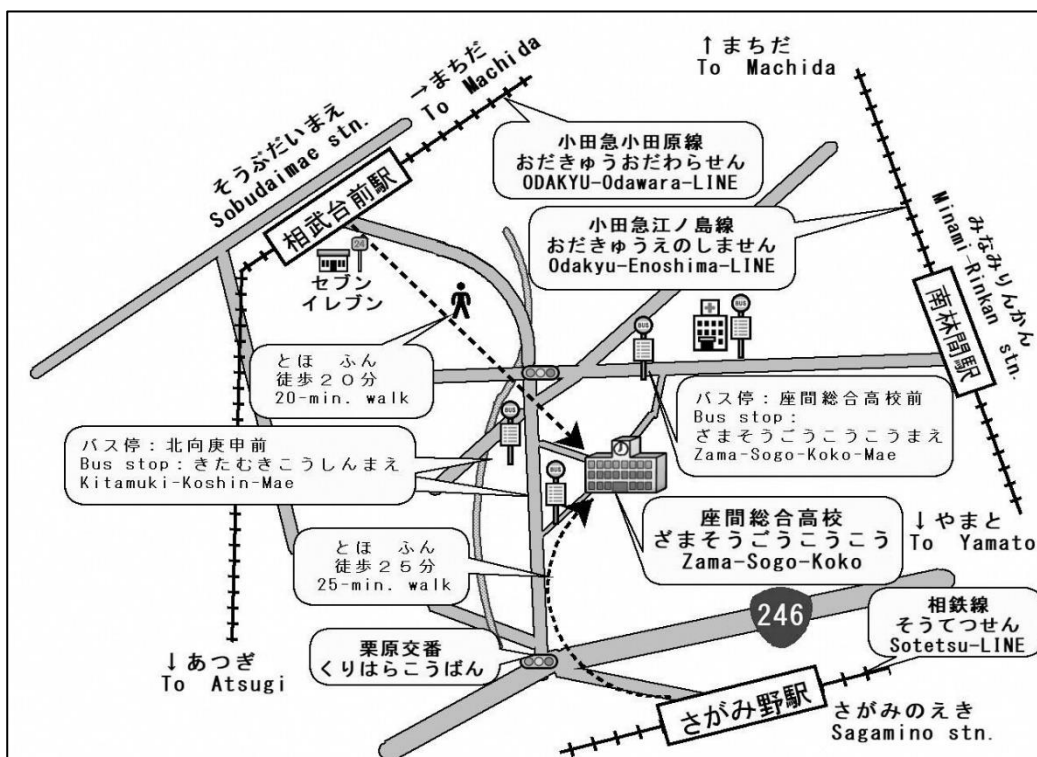 ↑まちだ
To Machida
→まちだ
To Machida
そうぶだいまえ
Sobudaimae stn.
相武台前駅
小田急小田原線
おだきゅうおだわらせん
ODAKYU-Odawara-LINE
小田急江ノ島線
おだきゅうえのしません
Odakyu-Enoshima-LINE
みなみりんかん
Minami-Rinkan stn.
南林間駅
24
セブン
イレブン
BUS
BUS
とほ ふん
徒歩20分
20-min. walk
バス停:座間総合高校前
Bus stop:
ざまそうごうこうこうまえ
Zama-Sogo-Koko-Mae
BUS
バス停:北向庚申前
Bus stop:きたむきこうしんまえ
Kitamuki-Koshin-Mae
BUS
座間総合高校
ざまそうごうこうこう
Zama-Sogo-Koko
↓やまと
To Yamato
とほ ふん
徒歩25分
25-min. walk
246
相鉄線
そうてつせん
Sotetsu-LINE
栗原交番
くりはらこうばん
↓あつぎ
To Atsugi
さがみ野駅
さがみのえき
Sagamino stn.